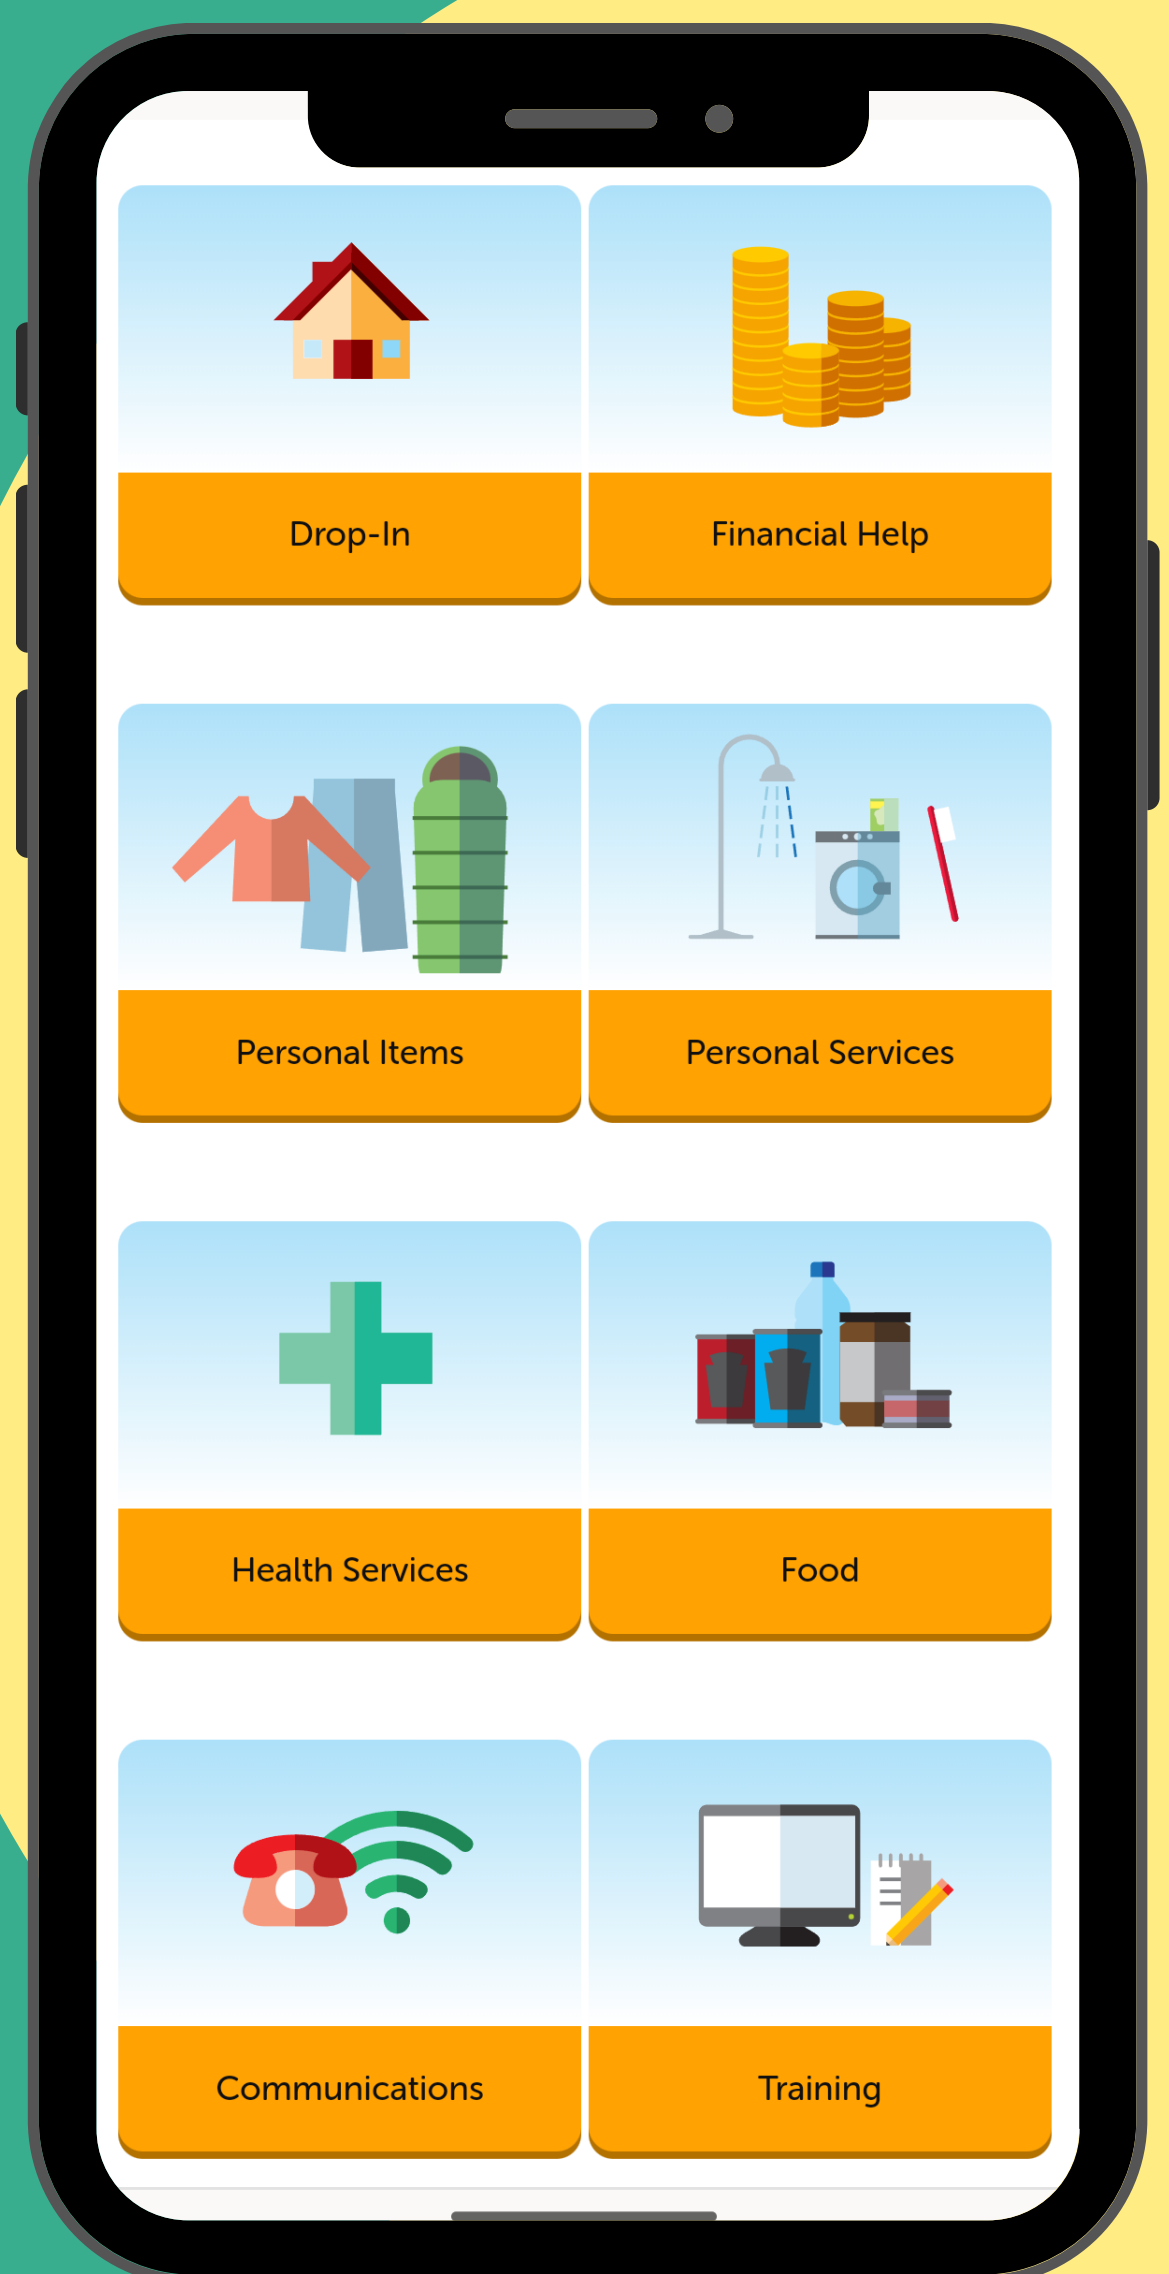 Drop-In
Financial Help
Personal Items
Personal Services
Health Services
Food
Communications
Training